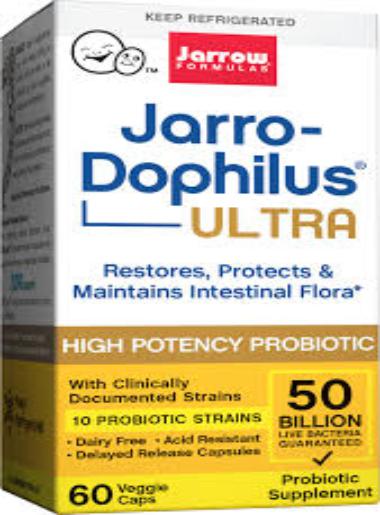 KEEP REFRIGERATED
TM
Jarrow
FORMULAS
Jarro-
Dophilus®
ULTRA
Restores, Protects &
Maintains Intestinal Flora*
HIGH POTENCY PROBIOTIC
With Clinically
Documented Strains
10 PROBIOTIC STRAINS
• Dairy Free • Acid Resistant
• Delayed Release Capsules
60 Veggie
Caps
50
BILLION
LIVE BACTERIA
GUARANTEED
Probiotic
Supplement